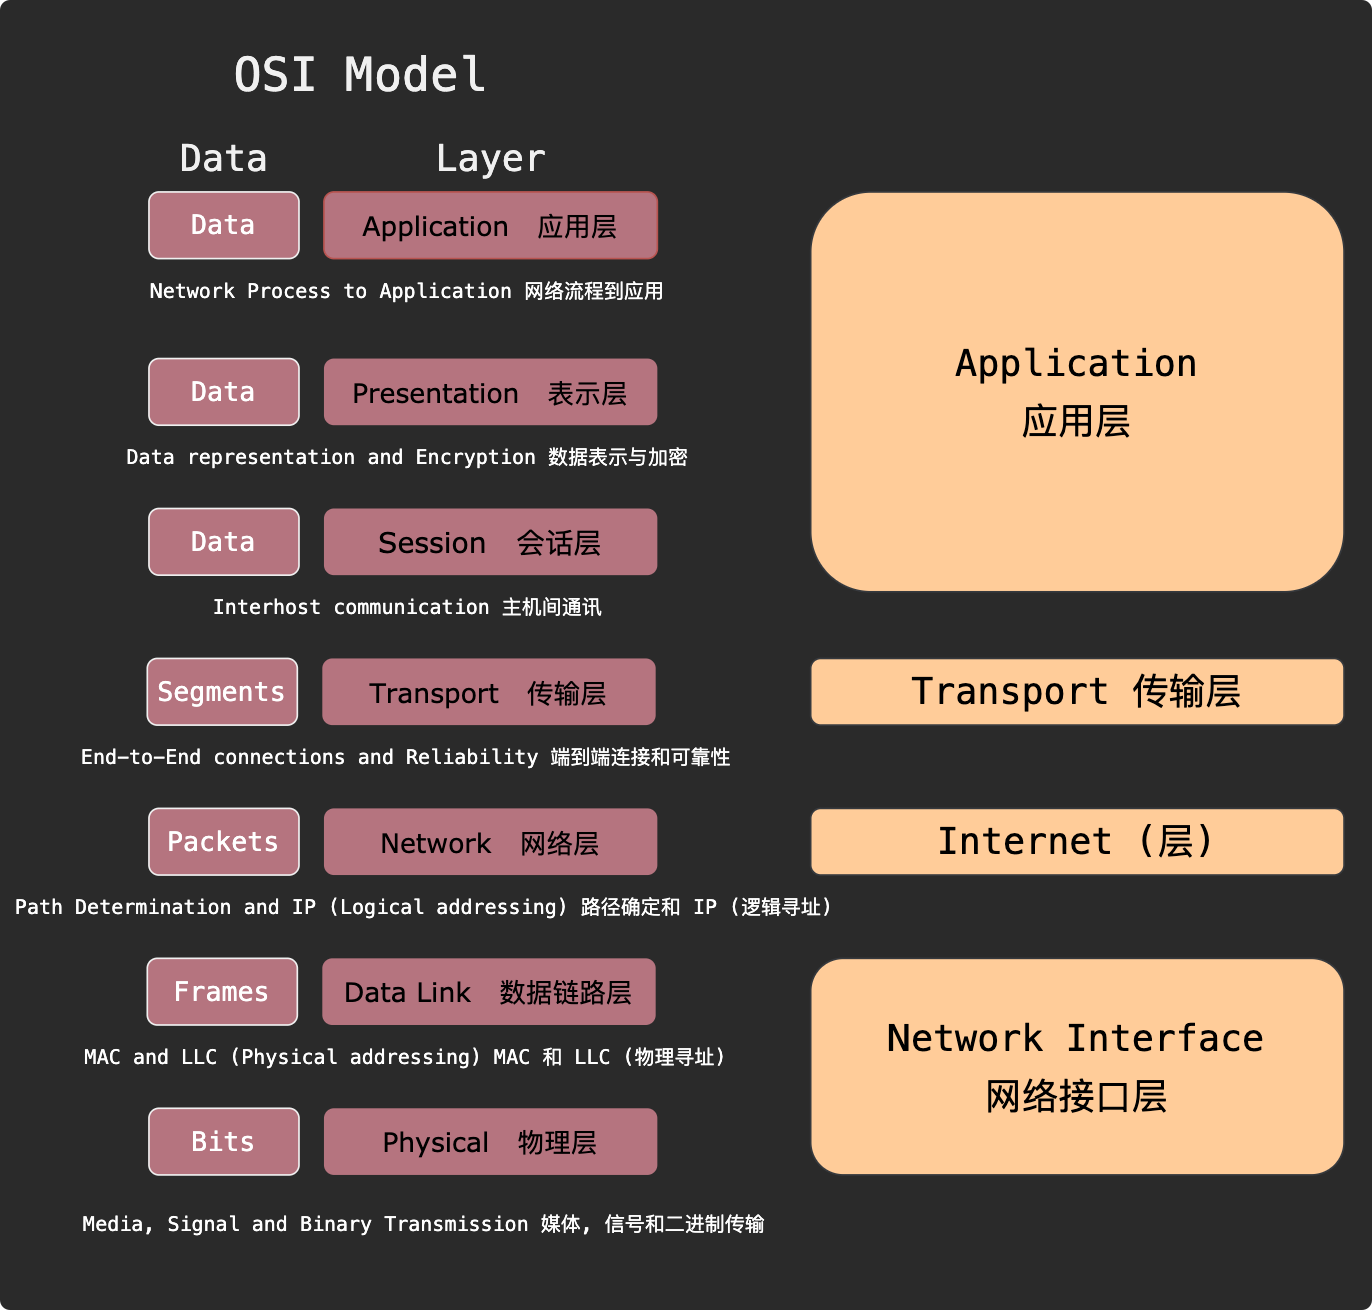 OSI Model
Data Layer
Data Application 应用层
Network Process to Application 网络流程到应用
Data Presentation 表示层
Data representation and Encryption 数据表示与加密
Data Session 会话层
Interhost communication 主机间通讯
Application
应用层
Segments Transport 传输层
Transport 传输层
End-to-End connections and Reliability 端到端连接和可靠性
Packets Network 网络层
Internet (层)
Path Determination and IP (Logical addressing) 路径确定和 IP (逻辑寻址)
Frames Data Link 数据链路层
MAC and LLC (Physical addressing) MAC 和 LLC (物理寻址)
Bits Physical 物理层
Media, Signal and Binary Transmission 媒体, 信号和二进制传输
Network Interface
网络接口层